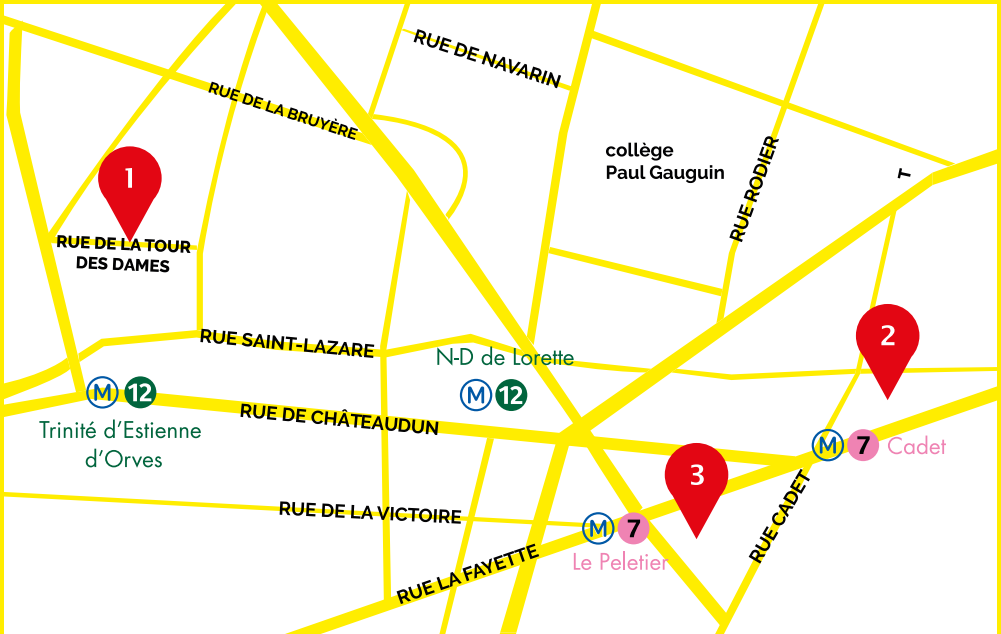 RUE DE NAVARIN
RUE DE LA BRUYÈRE
collège
Paul Gauguin
RUE RODIER
T
1
RUE DE LA TOUR
DES DAMES
RUE SAINT-LAZARE
N-D de Lorette
M 12
2
M 12
Trinité d'Estienne
d'Orves
RUE DE CHÂTEAUDUN
M 7 Cadet
3
RUE CADET
RUE DE LA VICTOIRE
M 7
Le Peletier
RUE LA FAYETTE